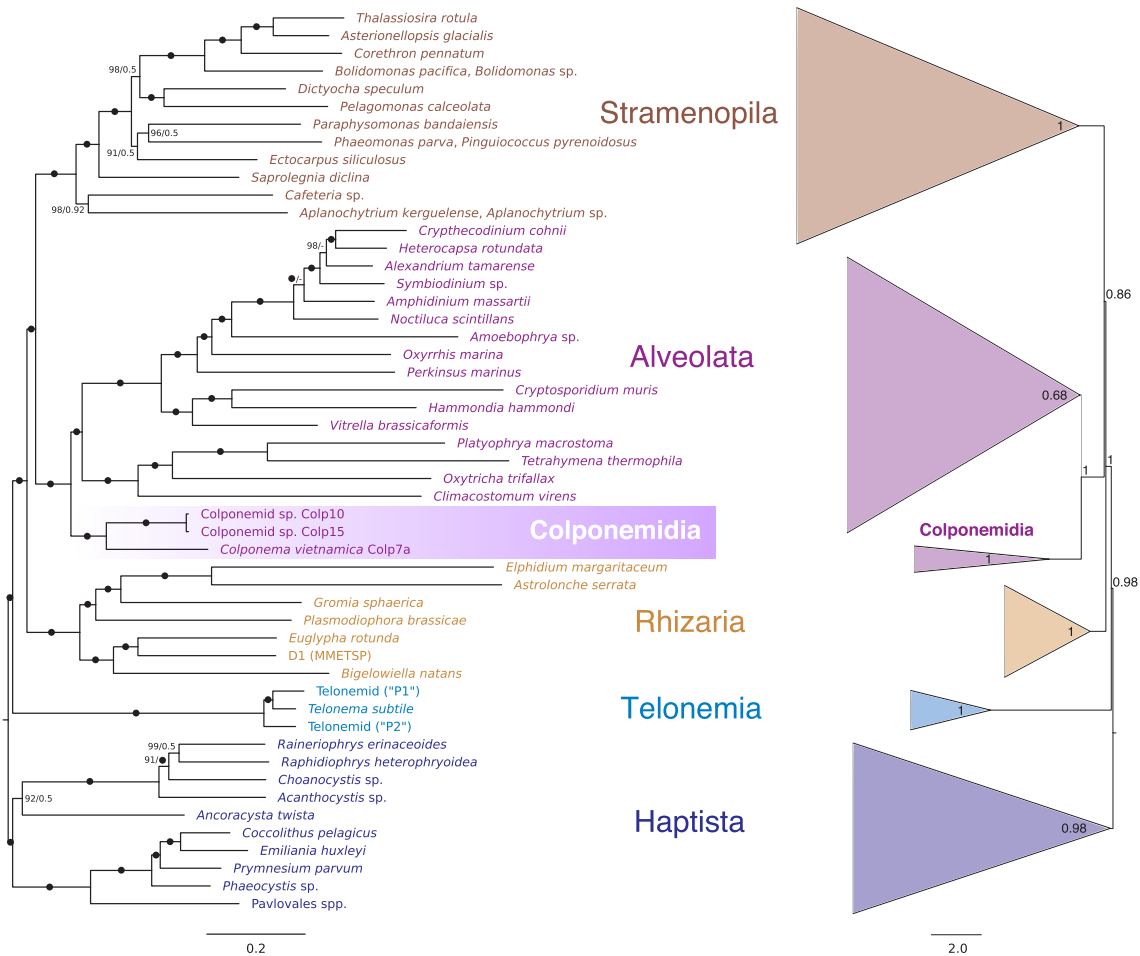 Thalassiosira rotula
Asterionellopsis glacialis
Corethron pennatum
98/0.5
Bolidomonas pacifica, Bolidomonas sp.
Dictyocha speculum
Pelagomonas calceolata
Stramenopila
1
Paraphysomonas bandaiensis
96/0.5
Phaeomonas parva, Pinguiococcus pyrenoidosus
91/0.5
Ectocarpus siliculosus
Saprolegnia diclina
Cafeteria sp.
98/0.92
Aplanochytrium kerguelense, Aplanochytrium sp.
Crypthecodinium cohnii
98/-
Heterocapsa rotundata
Alexandrium tamarense
/-
Symbiodinium sp.
0.86
Amphidinium massartii
Noctiluca scintillans
Amoebophrya sp.
Oxyrrhis marina
Alveolata
Perkinsus marinus
Cryptosporidium muris
0.68
Hammondia hammondi
Vitrella brassicaformis
Platyophrya macrostoma
Tetrahymena thermophila
1
1
Oxytricha trifallax
Climacostomum virens
Colponemid sp. Colp10
Colponemid sp. Colp15
Colponemidia
Colponemidia
Colponema vietnamica Colp7a
1
Elphidium margaritaceum
Astrolonche serrata
0.98
Gromia sphaerica
Plasmodiophora brassicae
Rhizaria
1
Euglypha rotunda
D1 (MMETSP)
Bigelowiella natans
Telonemid ("P1")
Telonema subtile
Telonemia
1
Telonemid ("P2")
99/0.5
Raineriophrys erinaceoides
91/
Raphidiophrys heterophryoidea
Choanocystis sp.
92/0.5
Acanthocystis sp.
Ancoracysta twista
Haptista
0.98
Coccolithus pelagicus
Emiliania huxleyi
Prymnesium parvum
Phaeocystis sp.
Pavlovales spp.
0.2
2.0